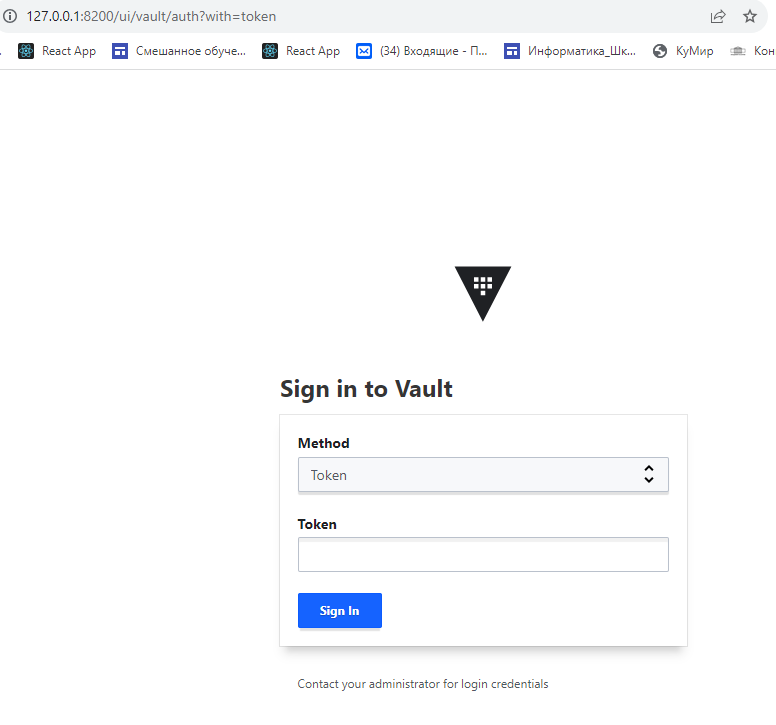 127.0.0.1:8200/ui/vault/auth?with=token
React App Смешанное обуче... React App (34) Входящие - П... Информатика_Шк... КуМир Кон
Sign in to Vault
Method
Token
Token
Sign In
Contact your administrator for login credentials